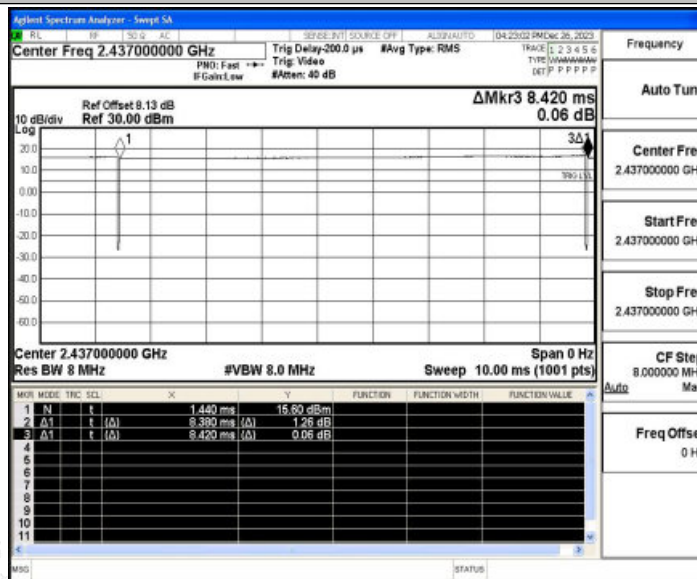 Agilent Spectrum Analyzer - Swept SA
RL RF 50 Ω AC SENSE:INT SOURCE OFF ALIGNAUTO 04:23:02 PM Dec 26, 2023
Center Freq 2.437000000 GHz
PNO: Fast
IFGain:Low
Trig Delay-200.0 µs
Trig: Video
#Atten: 40 dB
#Avg Type: RMS
TRACE 1 2 3 4 5 6
TYPE WWWWWW
DET P P P P P P
Ref Offset 8.13 dB
10 dB/div Ref 30.00 dBm
ΔMkr3 8.420 ms
0.06 dB
Log
1
3Δ1
TRIG LVL
20.0
10.0
0.00
-10.0
-20.0
-30.0
-40.0
-50.0
-60.0
Center 2.437000000 GHz Span 0 Hz
Res BW 8 MHz #VBW 8.0 MHz Sweep 10.00 ms (1001 pts)
MKR MODE TRC SCL X Y FUNCTION FUNCTION WIDTH FUNCTION VALUE
1 N t 1.440 ms 15.60 dBm
2 Δ1 t (Δ) 8.380 ms (Δ) 1.26 dB
3 Δ1 t (Δ) 8.420 ms (Δ) 0.06 dB
4
5
6
7
8
9
10
11
MSG STATUS
Frequency
Auto Tun
Center Fre
2.437000000 GH
Start Fre
2.437000000 GH
Stop Fre
2.437000000 GH
CF Ste
8.000000 MH
Auto Ma
Freq Offse
0 H